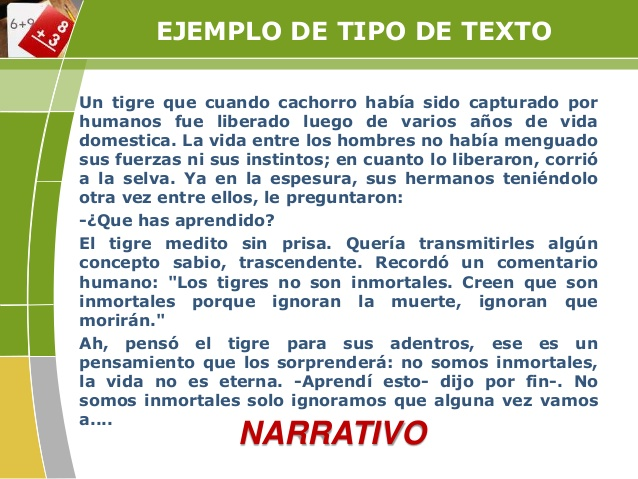 6+9
8
+3
EJEMPLO DE TIPO DE TEXTO
Un tigre que cuando cachorro había sido capturado por
humanos fue liberado luego de varios años de vida
domestica. La vida entre los hombres no había menguado
sus fuerzas ni sus instintos; en cuanto lo liberaron, corrió
a la selva. Ya en la espesura, sus hermanos teniéndolo
otra vez entre ellos, le preguntaron:
-¿Que has aprendido?
El tigre medito sin prisa. Quería transmitirles algún
concepto sabio, trascendente. Recordó un comentario
humano: "Los tigres no son inmortales. Creen que son
inmortales porque ignoran la muerte, ignoran que
morirán."
Ah, pensó el tigre para sus adentros, ese es un
pensamiento que los sorprenderá: no somos inmortales,
la vida no es eterna. -Aprendí esto- dijo por fin-. No
somos inmortales solo ignoramos que alguna vez vamos
a....
NARRATIVO